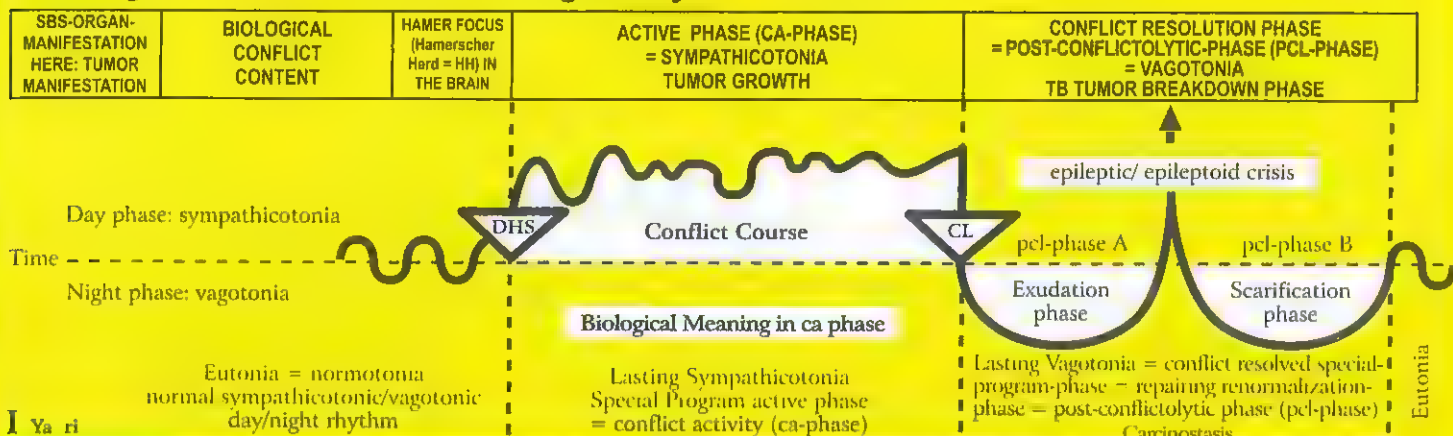 SBS-ORGAN-
MANIFESTATION
HERE: TUMOR
MANIFESTATION
BIOLOGICAL
CONFLICT
CONTENT
HAMER FOCUS
(Hamerscher
Herd = HH) IN
THE BRAIN
ACTIVE PHASE (CA-PHASE)
= SYMPATHICOTONIA
TUMOR GROWTH
CONFLICT RESOLUTION PHASE
= POST-CONFLICTOLYTIC-PHASE (PCL-PHASE)
= VAGOTONIA
TB TUMOR BREAKDOWN PHASE
epileptic/ epileptoid crisis
Day phase: sympathicotonia
DHS
Conflict Course
CL
pcl-phase A
pcl-phase B
Time
Night phase: vagotonia
Exudation
phase
Scarification
phase
Biological Meaning in ca phase
Eutonia = normotonia
normal sympathicotonic/vagotonic
day/night rhythm
Lasting Sympathicotonia
Special Program active phase
= conflict activity (ca-phase)
Lasting Vagotonia = conflict resolved special-
program-phase = repairing renormalization-
phase = post-conflictolytic phase (pcl-phase)
Carcinostasis
Eutonia